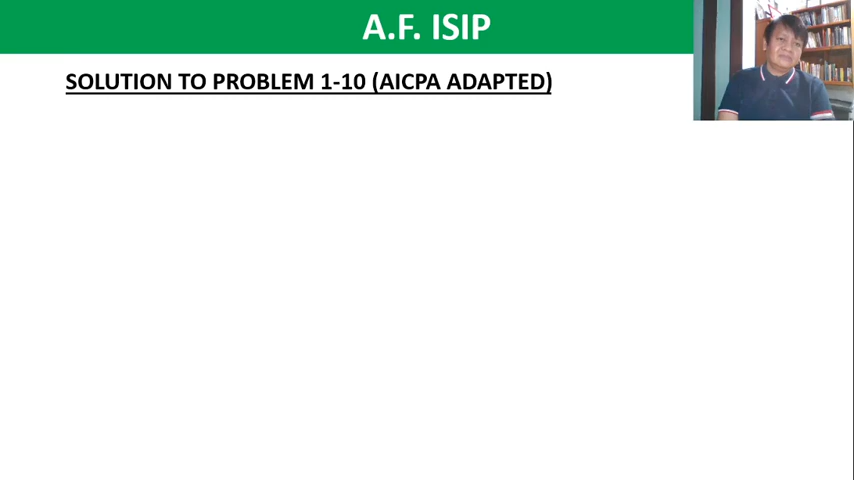 A.F. ISIP
SOLUTION TO PROBLEM 1-10 (AICPA ADAPTED)